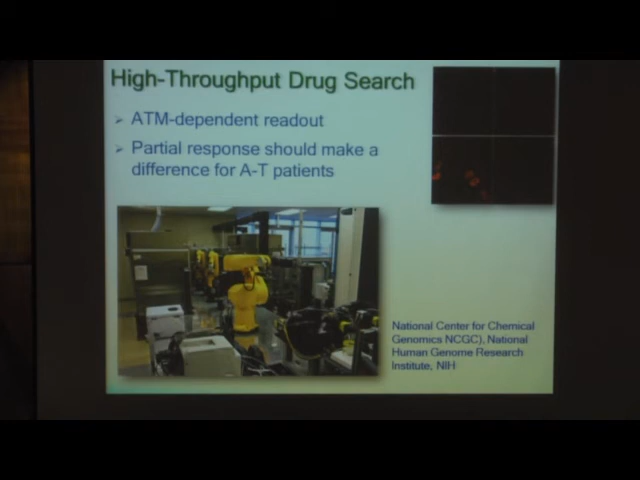 High-Throughput Drug Search
➢ ATM-dependent readout
➢ Partial response should make a
difference for A-T patients
National Center for Chemical
Genomics NCGC), National
Human Genome Research
Institute, NIH